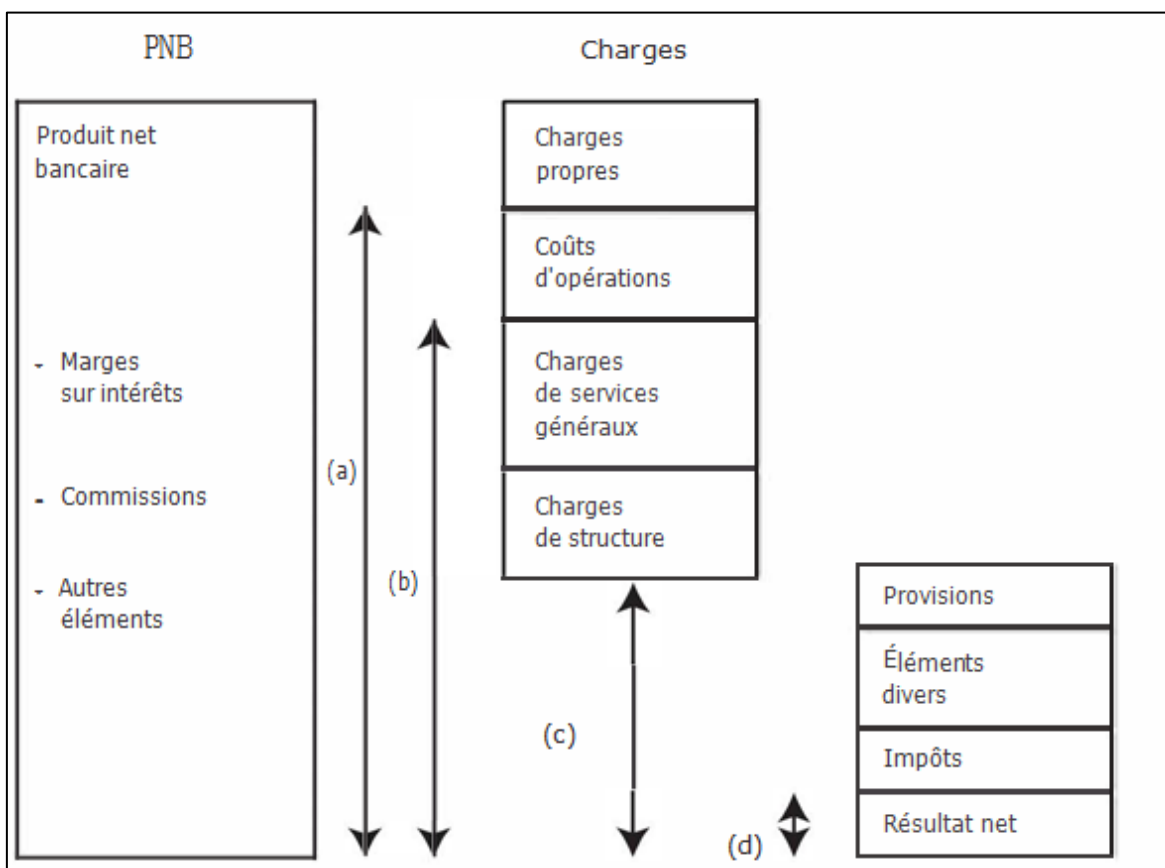 PNB
Charges
Produit net
bancaire
- Marges
sur intérêts
- Commissions
- Autres
éléments
(a)
(b)
Charges
propres
Coûts
d'opérations
Charges
de services
généraux
Charges
de structure
(c)
(d)
Provisions
Éléments
divers
Impôts
Résultat net